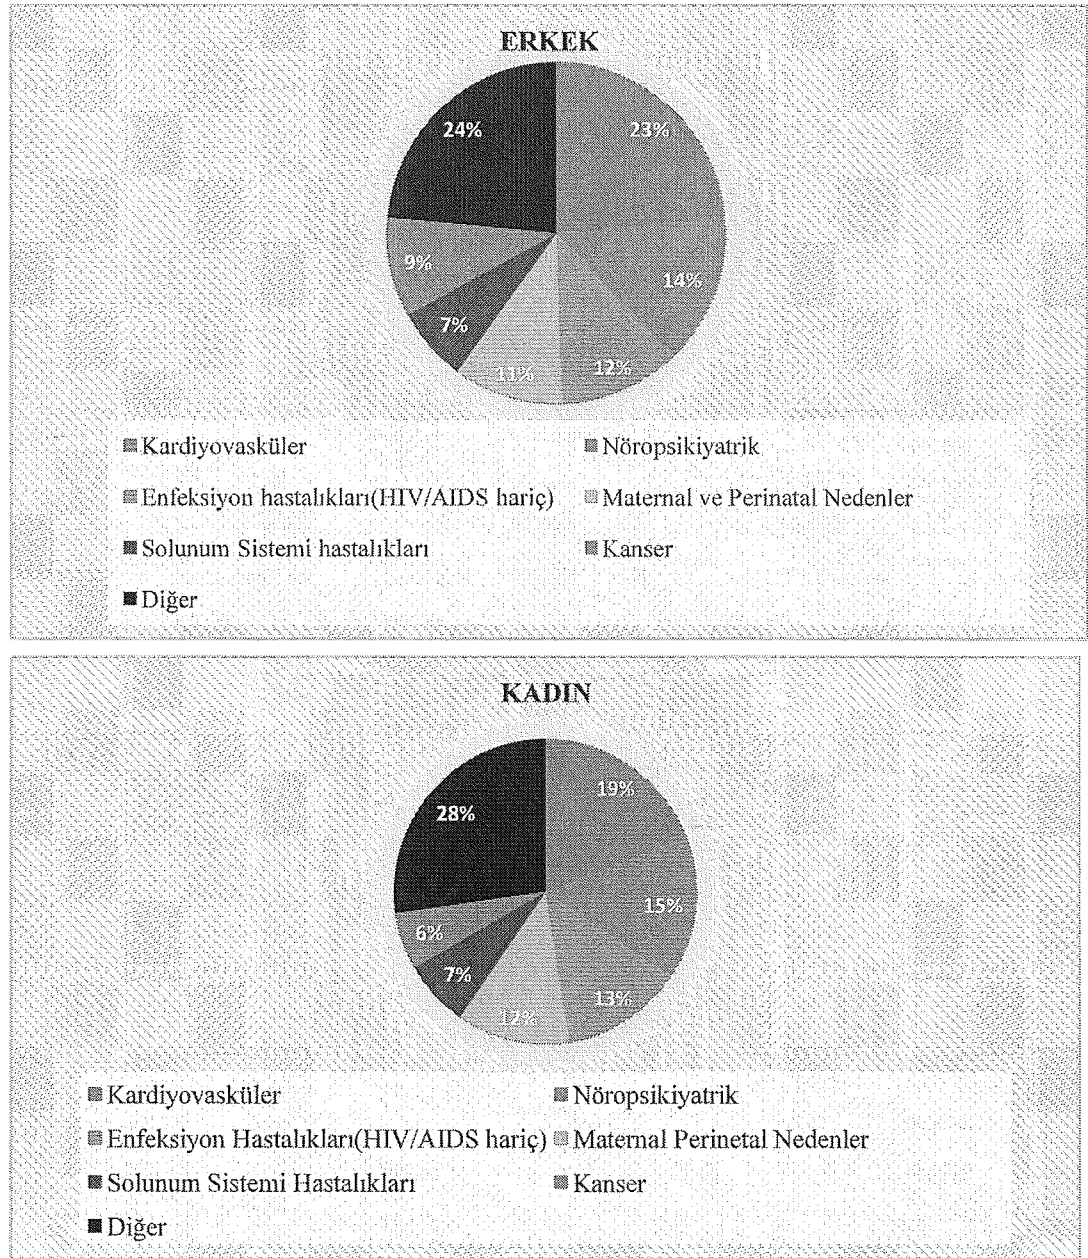 ERKEK
24%
23%
9%
14%
7%
12%
11%
Kardiyovasküler
Nöropsikiyatrik
Enfeksiyon hastalıkları(HIV/AIDS hariç)
Maternal ve Perinatal Nedenler
Solunum Sistemi hastalıkları
Kanser
Diğer
KADIN
19%
28%
15%
6%
7%
13%
12%
Kardiyovasküler
Nöropsikiyatrik
Enfeksiyon Hastalıkları(HIV/AIDS hariç)
Maternal Perinetal Nedenler
Solunum Sistemi Hastalıkları
Kanser
Diğer